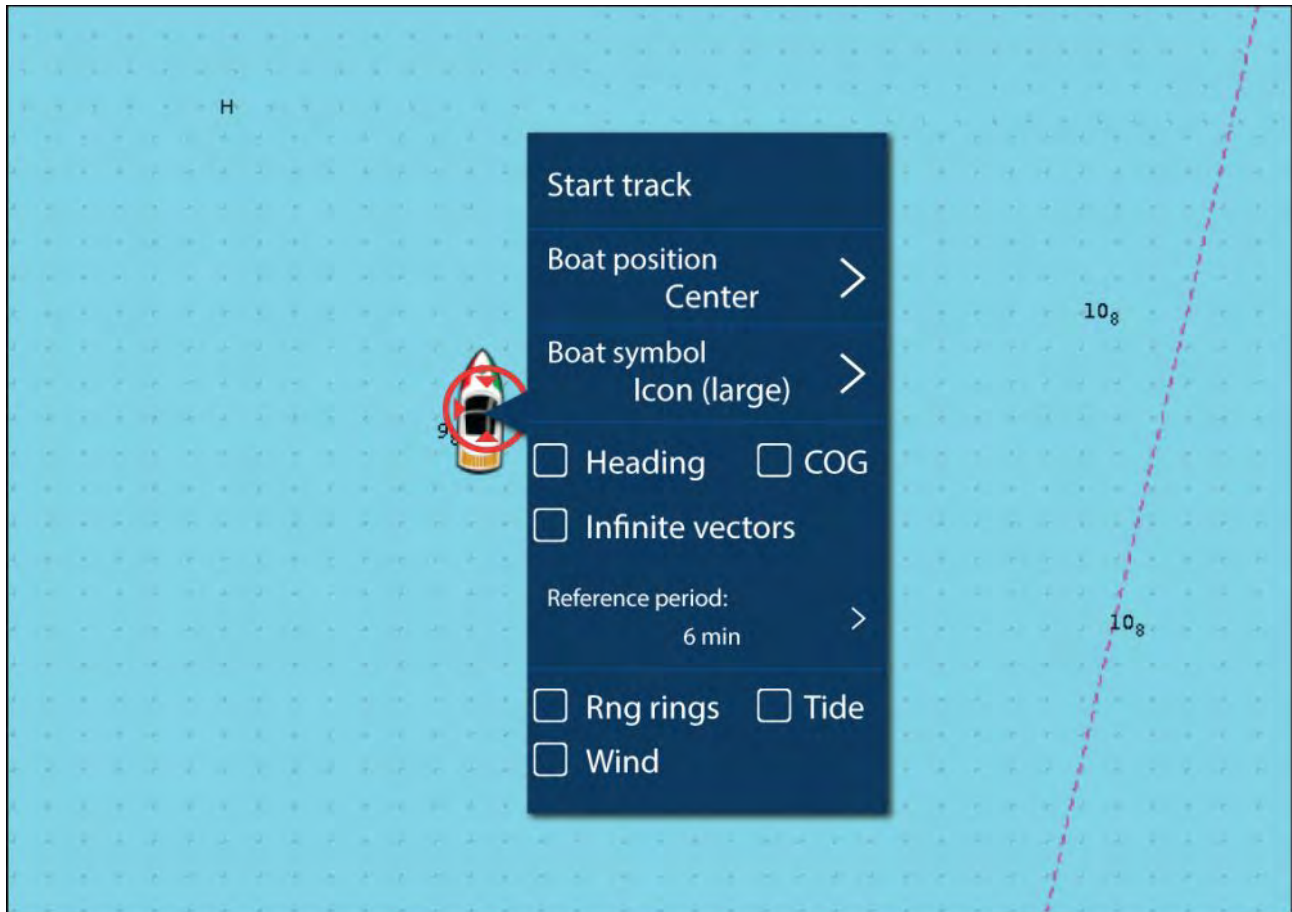 H
Start track
Boat position
Center
10₈
Boat symbol
Icon (large)
Heading COG
Infinite vectors
Reference period:
6 min
10₈
Rng rings Tide
Wind